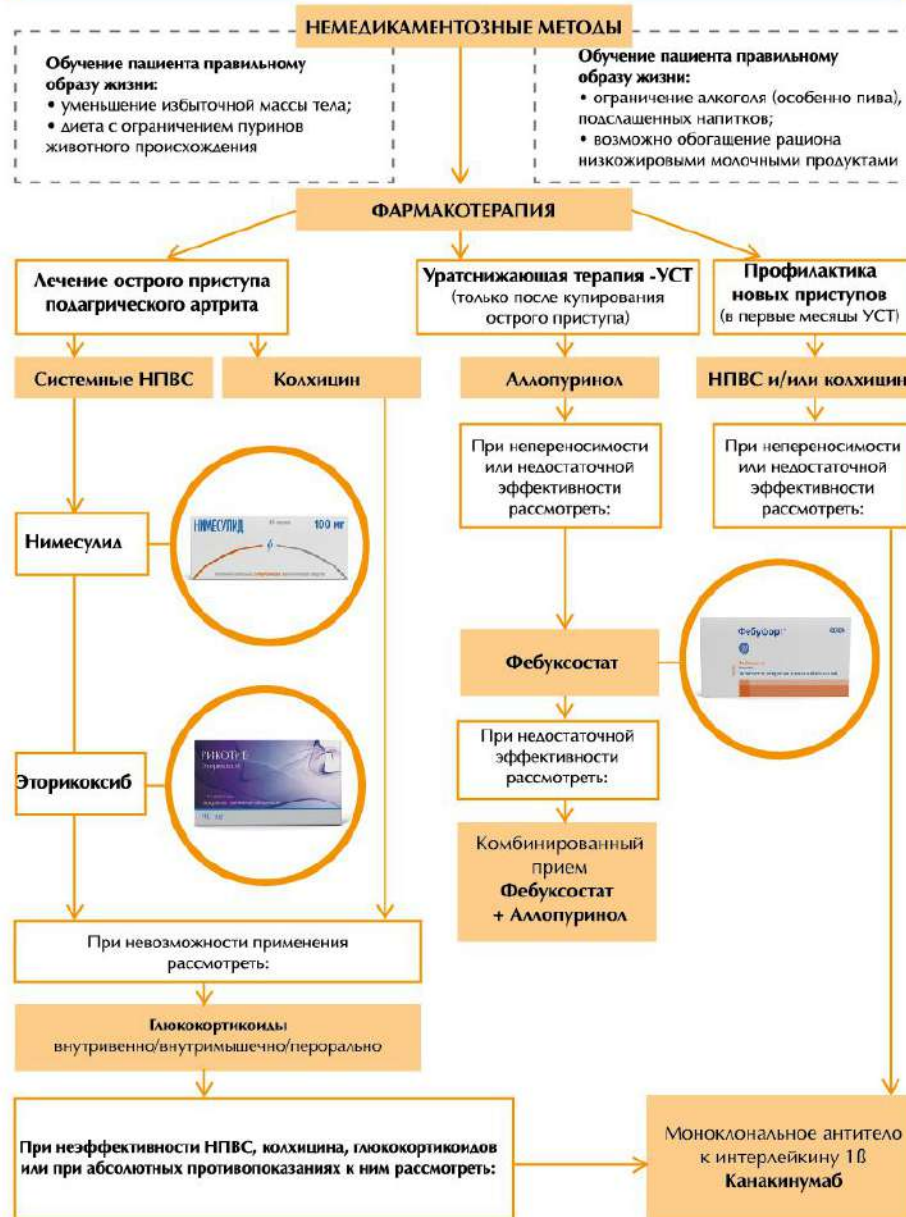 НЕМЕДИКАМЕНТОЗНЫЕ МЕТОДЫ
Обучение пациента правильному
образу жизни:
• уменьшение избыточной массы тела;
• диета с ограничением пуринов
животного происхождения
Обучение пациента правильному
образу жизни:
• ограничение алкоголя (особенно пива),
подслащенных напитков;
• возможно обогащение рациона
низкожировыми молочными продуктами
ФАРМАКОТЕРАПИЯ
Лечение острого приступа
подагрического артрита
Уратснижающая терапия -УСТ
(только после купирования
острого приступа)
Профилактика
новых приступов
(в первые месяцы УСТ)
Системные НПВС
Колхицин
Аллопуринол
НПВС и/или колхицин
При непереносимости
или недостаточной
эффективности
рассмотреть:
При непереносимости
или недостаточной
эффективности
рассмотреть:
Нимесулид
НИМЕСУЛИД
100 мг
Фебуксостат
При недостаточной
эффективности
рассмотреть:
Эторикоксиб
Комбинированный
прием
Фебуксостат
+ Аллопуринол
При невозможности применения
рассмотреть:
Глюкокортикоиды
внутривенно/внутримышечно/перорально
При неэффективности НПВС, колхицина, глюкокортикоидов
или при абсолютных противопоказаниях к ним рассмотреть:
Моноклональное антитело
к интерлейкину 1ß
Канакинумаб